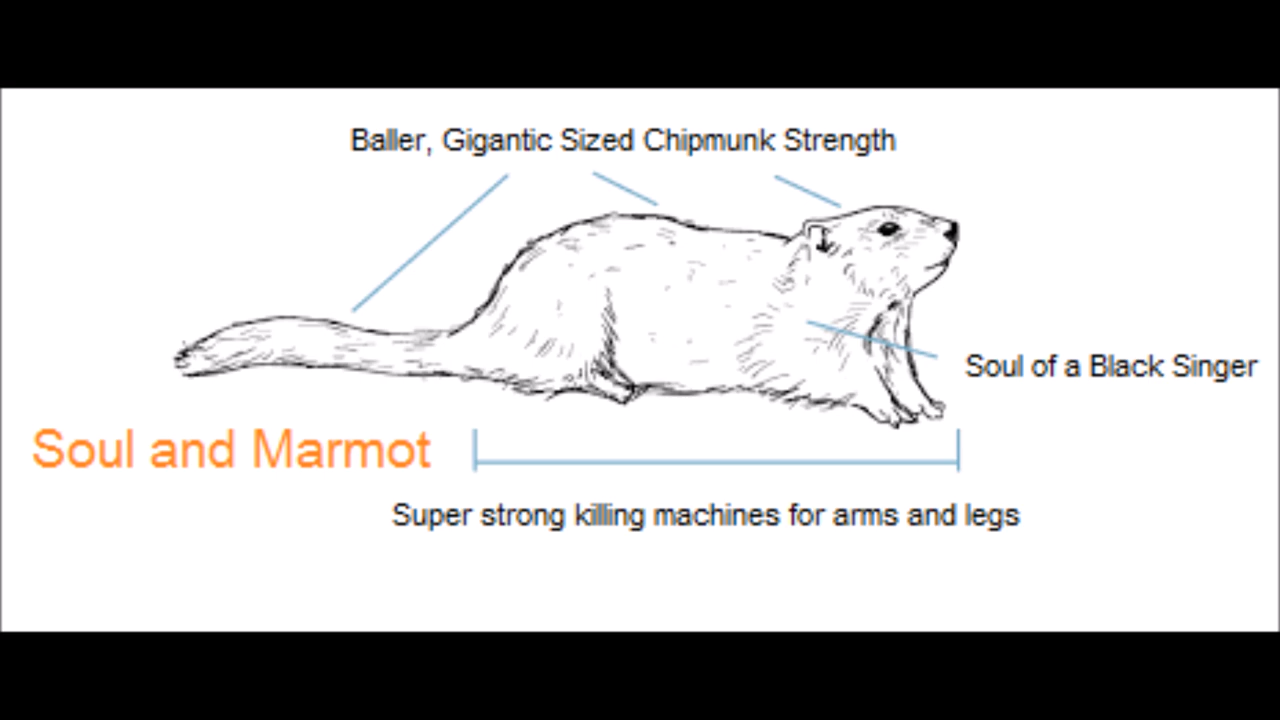 Baller, Gigantic Sized Chipmunk Strength
Soul of a Black Singer
Soul and Marmot
Super strong killing machines for arms and legs